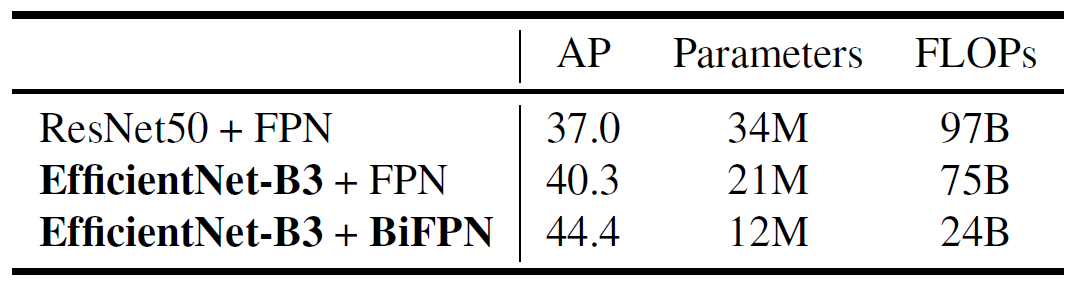 AP Parameters FLOPs
ResNet50 + FPN 37.0 34M 97B
EfficientNet-B3 + FPN 40.3 21M 75B
EfficientNet-B3 + BiFPN 44.4 12M 24B